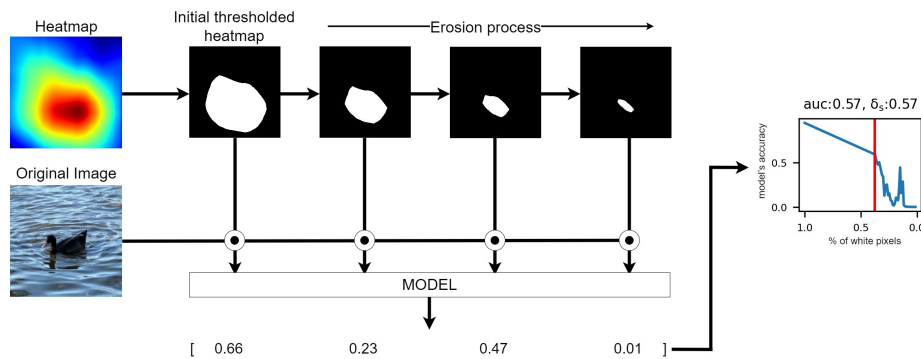 Heatmap
Initial thresholded
heatmap
Erosion process
Original Image
MODEL
[ 0.66 0.23 0.47 0.01 ]
auc:0.57, δs:0.57
model's accuracy
0.5
0.0
1.0 0.5 0.0
% of white pixels